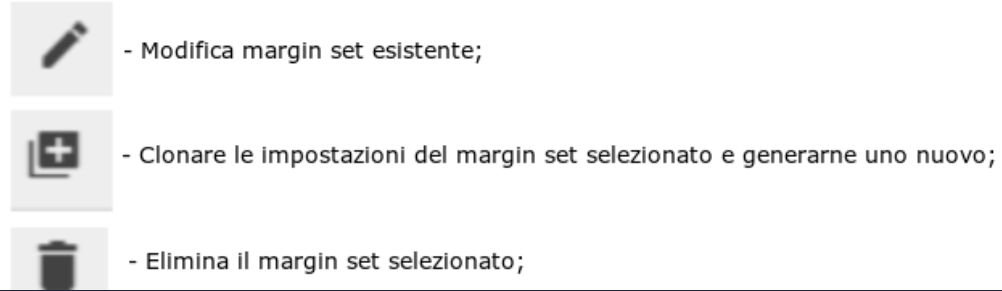 - Modifica margin set esistente;
- Clonare le impostazioni del margin set selezionato e generarne uno nuovo;
- Elimina il margin set selezionato;